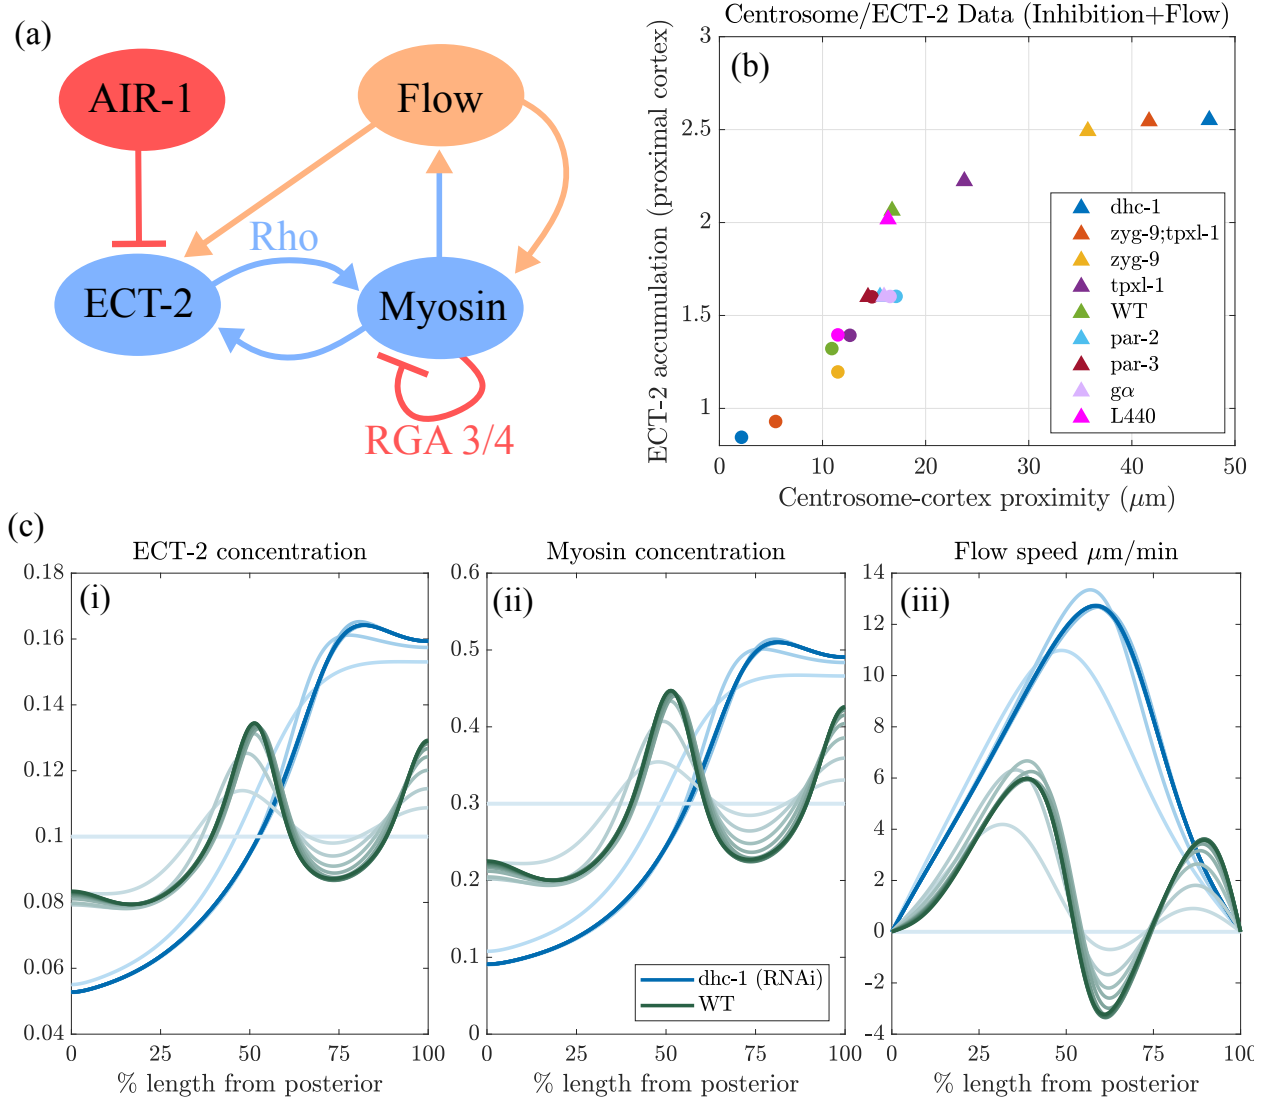 (a)
AIR-1
Flow
Rho
ECT-2
Myosin
RGA 3/4
Centrosome/ECT-2 Data (Inhibition+Flow)
(b)
ECT-2 accumulation (proximal cortex)
3
2.5
2
1.5
1
0 10 20 30 40 50
Centrosome-cortex proximity (μm)
dhc-1
zyg-9;tpxl-1
zyg-9
tpxl-1
WT
par-2
par-3
gα
L440
(c)
ECT-2 concentration
(i)
0.18
0.16
0.14
0.12
0.1
0.08
0.06
0.04
0 25 50 75 100
% length from posterior
Myosin concentration
(ii)
0.6
0.5
0.4
0.3
0.2
0.1
0
dhc-1 (RNAi)
WT
0 25 50 75 100
% length from posterior
Flow speed μm/min
(iii)
14
12
10
8
6
4
2
0
-2
-4
0 25 50 75 100
% length from posterior